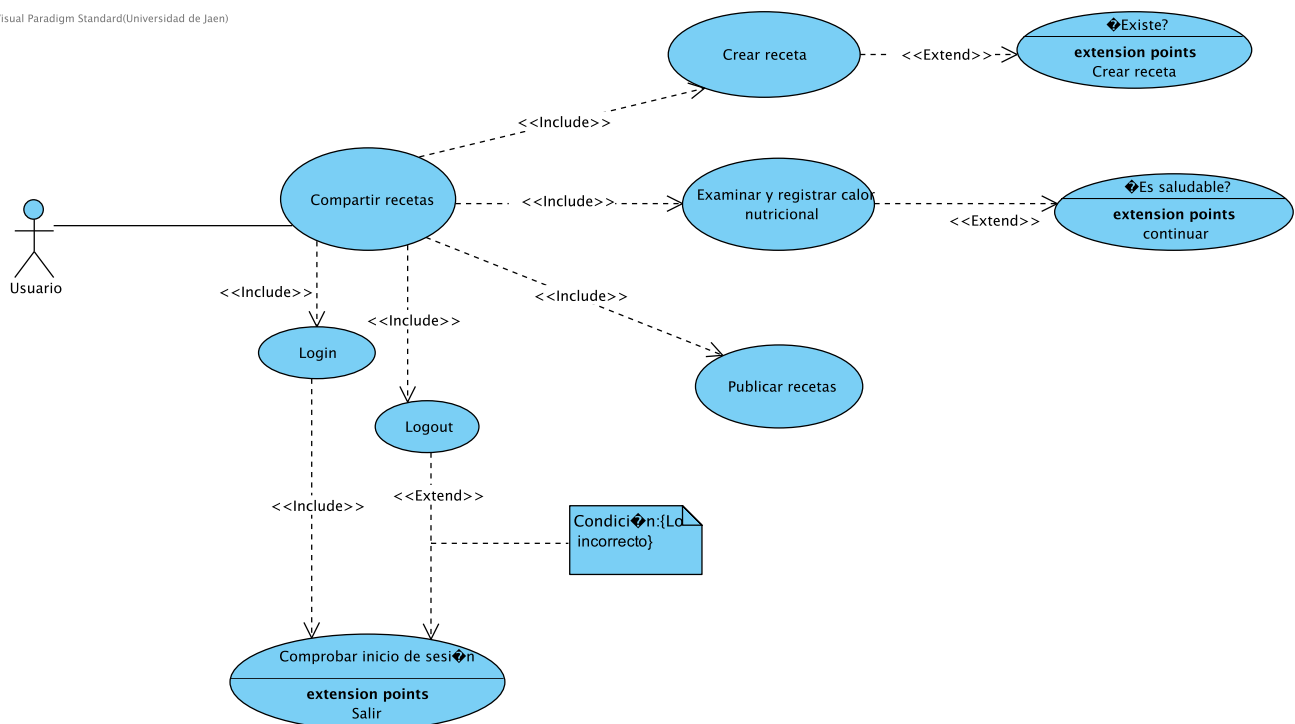 Visual Paradigm Standard(Universidad de Jaen)
�Existe?
extension points
Crear receta
Crear receta
<<Extend>>
<<Include>>
Compartir recetas
<<Include>>
Examinar y registrar calor
nutricional
<<Extend>>
�Es saludable?
extension points
continuar
Usuario
<<Include>>
<<Include>>
<<Include>>
Login
Publicar recetas
Logout
<<Include>>
<<Extend>>
Condici�n:{Lo
incorrecto}
Comprobar inicio de sesi�n
extension points
Salir